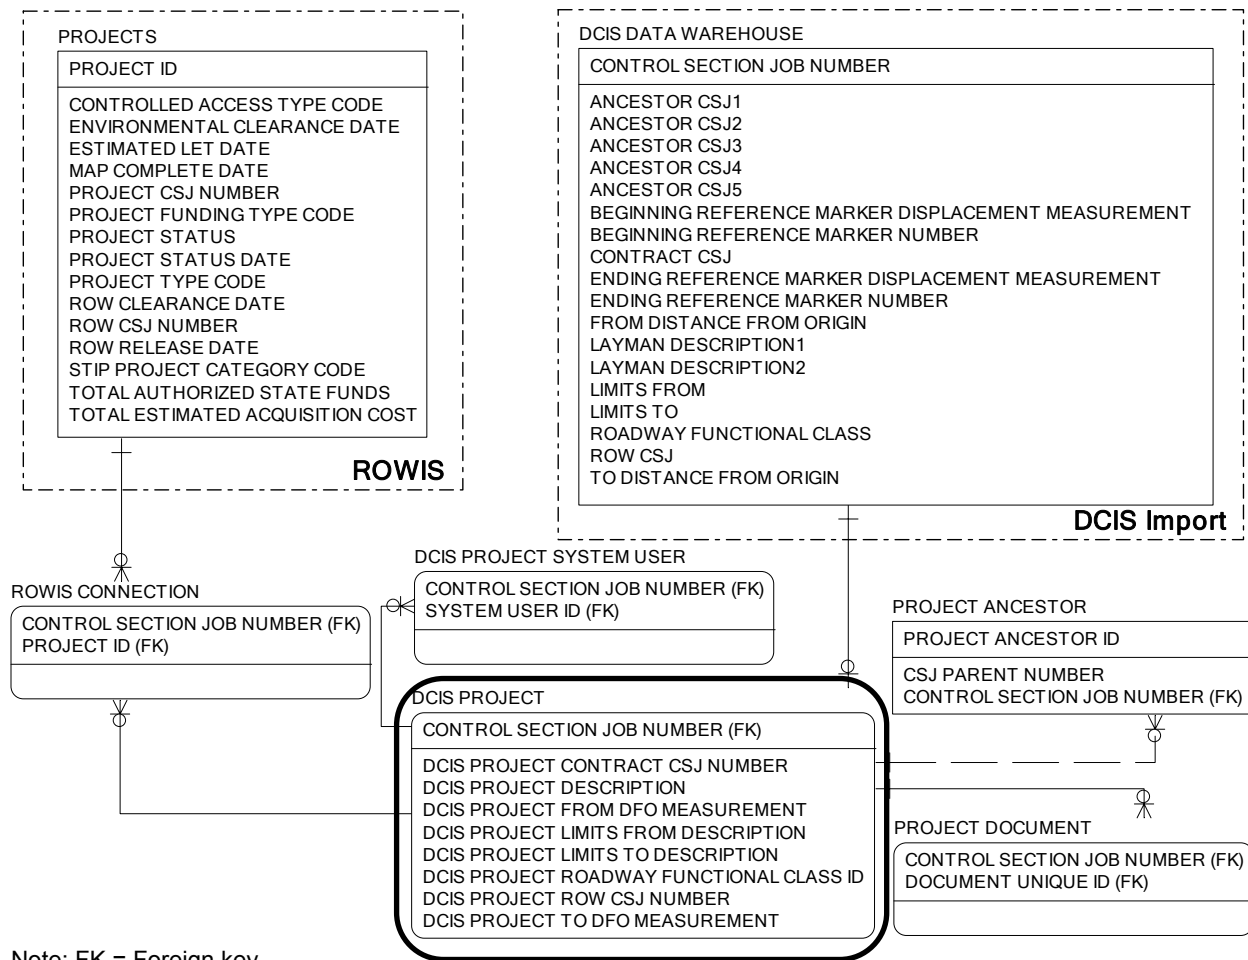 PROJECTS
PROJECT ID
CONTROLLED ACCESS TYPE CODE
ENVIRONMENTAL CLEARANCE DATE
ESTIMATED LET DATE
MAP COMPLETE DATE
PROJECT CSJ NUMBER
PROJECT FUNDING TYPE CODE
PROJECT STATUS
PROJECT STATUS DATE
PROJECT TYPE CODE
ROW CLEARANCE DATE
ROW CSJ NUMBER
ROW RELEASE DATE
STIP PROJECT CATEGORY CODE
TOTAL AUTHORIZED STATE FUNDS
TOTAL ESTIMATED ACQUISITION COST
ROWIS
DCIS DATA WAREHOUSE
CONTROL SECTION JOB NUMBER
ANCESTOR CSJ1
ANCESTOR CSJ2
ANCESTOR CSJ3
ANCESTOR CSJ4
ANCESTOR CSJ5
BEGINNING REFERENCE MARKER DISPLACEMENT MEASUREMENT
BEGINNING REFERENCE MARKER NUMBER
CONTRACT CSJ
ENDING REFERENCE MARKER DISPLACEMENT MEASUREMENT
ENDING REFERENCE MARKER NUMBER
FROM DISTANCE FROM ORIGIN
LAYMAN DESCRIPTION1
LAYMAN DESCRIPTION2
LIMITS FROM
LIMITS TO
ROADWAY FUNCTIONAL CLASS
ROW CSJ
TO DISTANCE FROM ORIGIN
DCIS Import
ROWIS CONNECTION
CONTROL SECTION JOB NUMBER (FK)
PROJECT ID (FK)
DCIS PROJECT SYSTEM USER
CONTROL SECTION JOB NUMBER (FK)
SYSTEM USER ID (FK)
PROJECT ANCESTOR
PROJECT ANCESTOR ID
CSJ PARENT NUMBER
CONTROL SECTION JOB NUMBER (FK)
DCIS PROJECT
CONTROL SECTION JOB NUMBER (FK)
DCIS PROJECT CONTRACT CSJ NUMBER
DCIS PROJECT DESCRIPTION
DCIS PROJECT FROM DFO MEASUREMENT
DCIS PROJECT LIMITS FROM DESCRIPTION
DCIS PROJECT LIMITS TO DESCRIPTION
DCIS PROJECT ROADWAY FUNCTIONAL CLASS ID
DCIS PROJECT ROW CSJ NUMBER
DCIS PROJECT TO DFO MEASUREMENT
PROJECT DOCUMENT
CONTROL SECTION JOB NUMBER (FK)
DOCUMENT UNIQUE ID (FK)
Note: FK = Foreign key